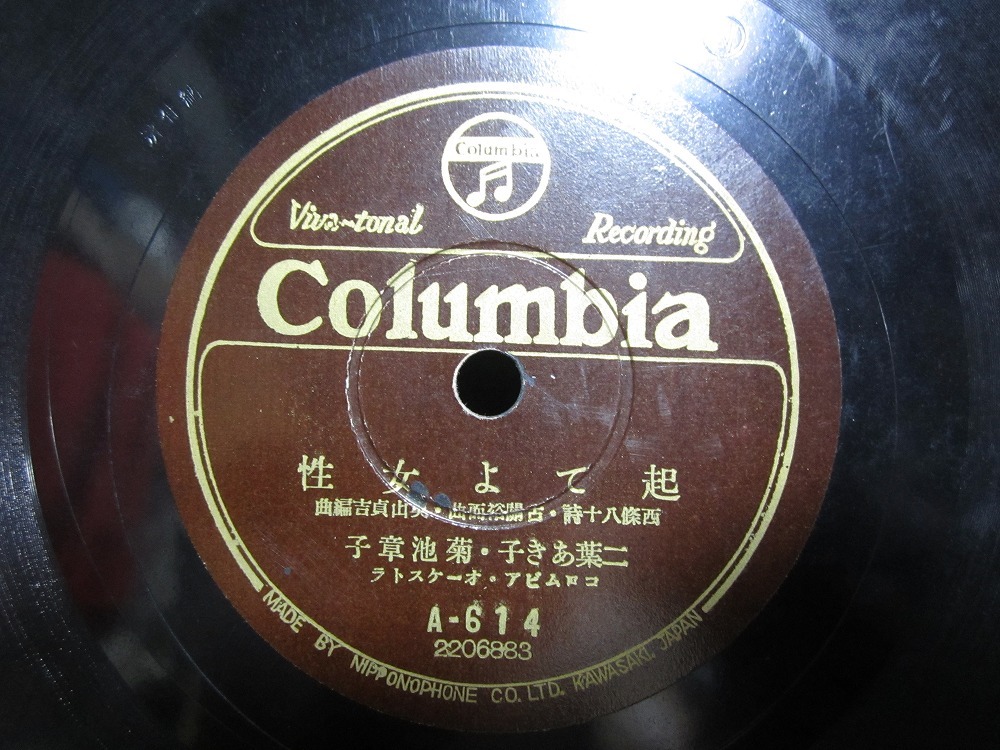 Columbia
Viva-tonal Recording
Columbia
起てよ女性
西條八十詩・古關裕而曲・奥山貞吉編曲
二葉あき子・菊池章子
コロムビア・オーケストラ
A-614
2206883
MADE BY NIPPONOPHONE CO. LTD. KAWASAKI, JAPAN